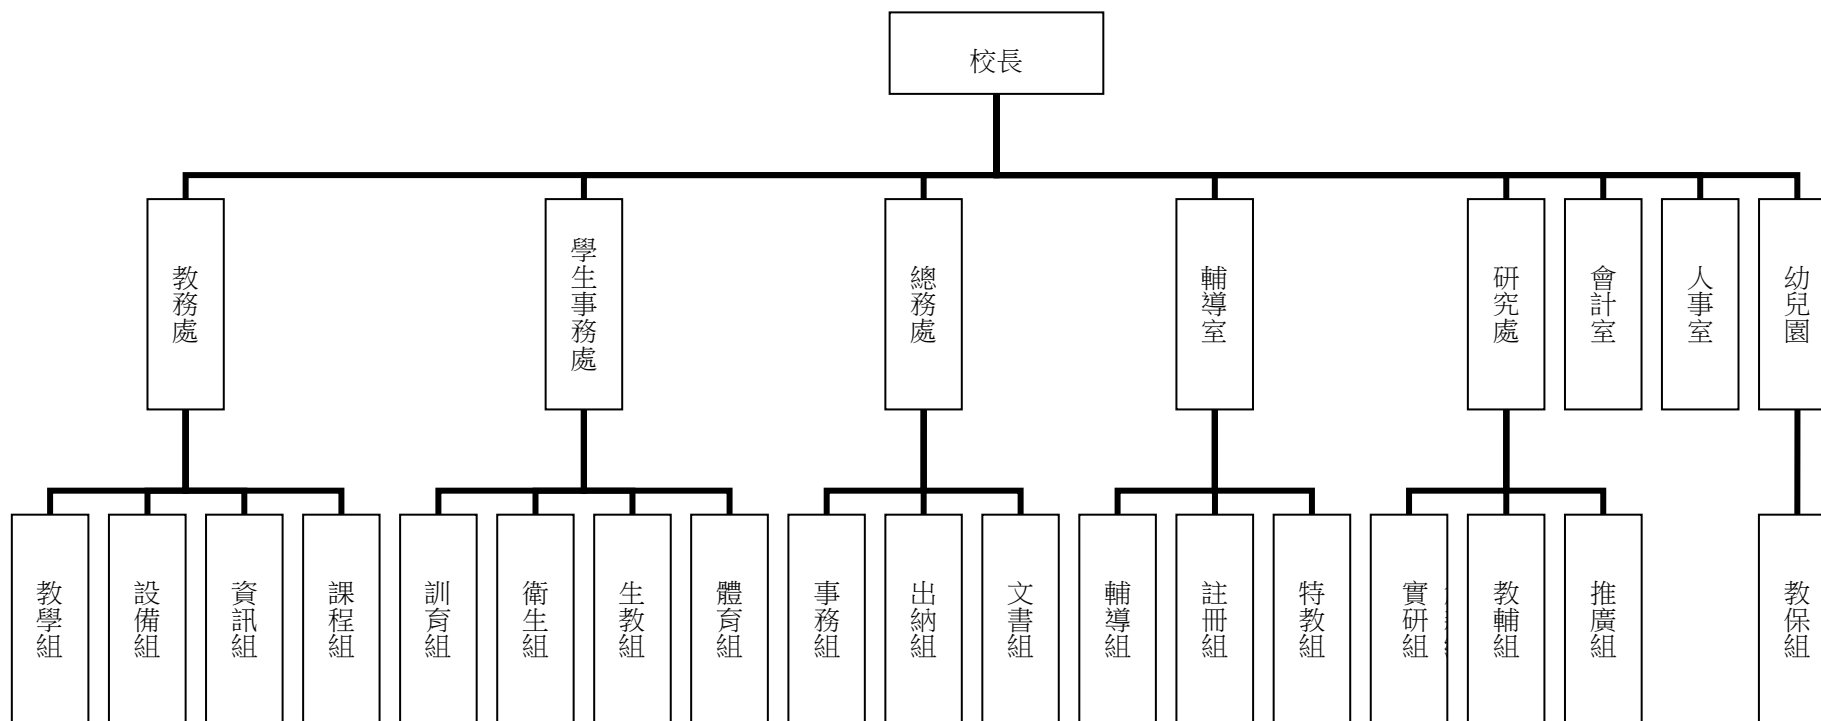 校長
教務處
學生事務處
總務處
輔導室
研究處
會計室
人事室
幼兒園
教學組
設備組
資訊組
課程組
訓育組
衛生組
生教組
體育組
事務組
出納組
文書組
輔導組
註冊組
特教組
實研組
教輔組
推廣組
教保組